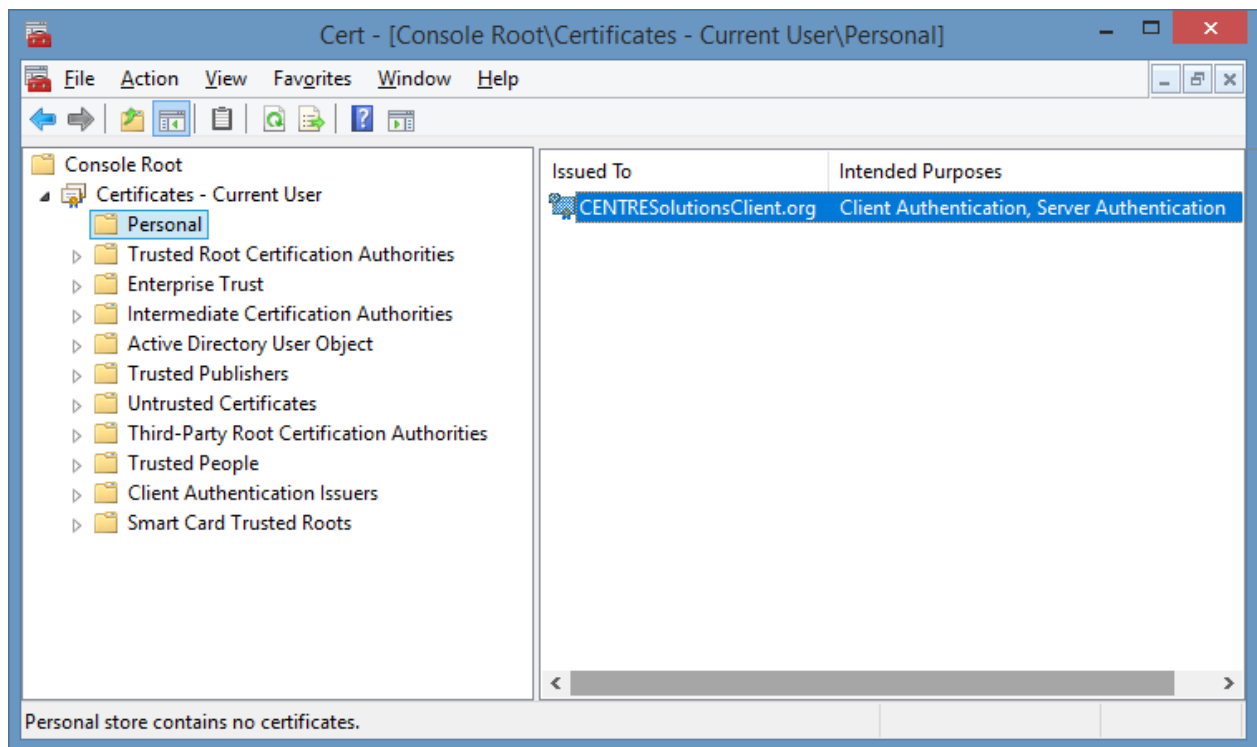 Cert - [Console Root\Certificates - Current User\Personal]
File Action View Favorites Window Help
Console Root
Certificates - Current User
Personal
Trusted Root Certification Authorities
Enterprise Trust
Intermediate Certification Authorities
Active Directory User Object
Trusted Publishers
Untrusted Certificates
Third-Party Root Certification Authorities
Trusted People
Client Authentication Issuers
Smart Card Trusted Roots
Issued To Intended Purposes
CENTRESolutionsClient.org Client Authentication, Server Authentication
Personal store contains no certificates.